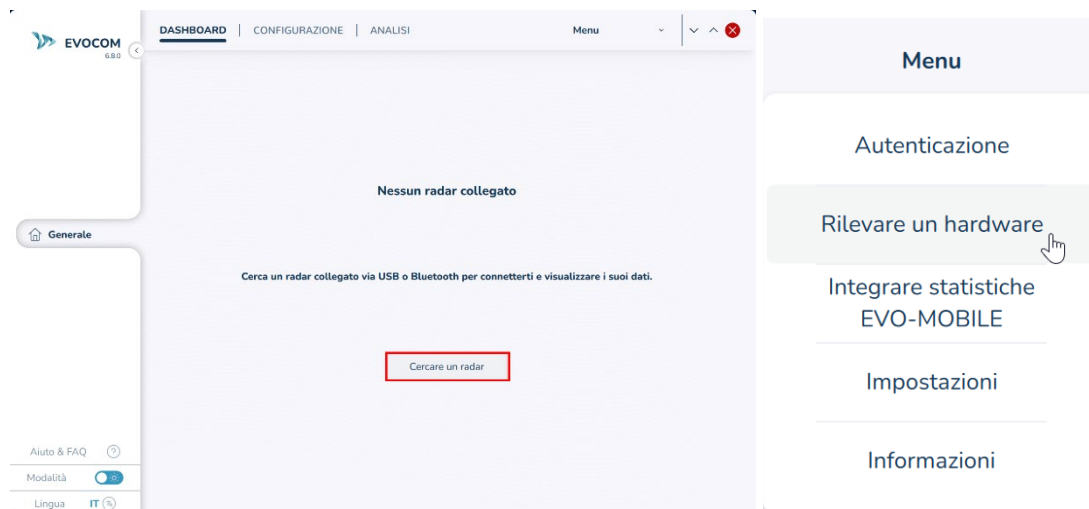 EVOCOM
6.8.0
DASHBOARD | CONFIGURAZIONE | ANALISI
Menu
Nessun radar collegato
Generale
Cerca un radar collegato via USB o Bluetooth per connetterti e visualizzare i suoi dati.
Cercare un radar
Aiuto & FAQ
Modalità
Lingua IT
Menu
Autenticazione
Rilevare un hardware
Integrare statistiche
EVO-MOBILE
Impostazioni
Informazioni